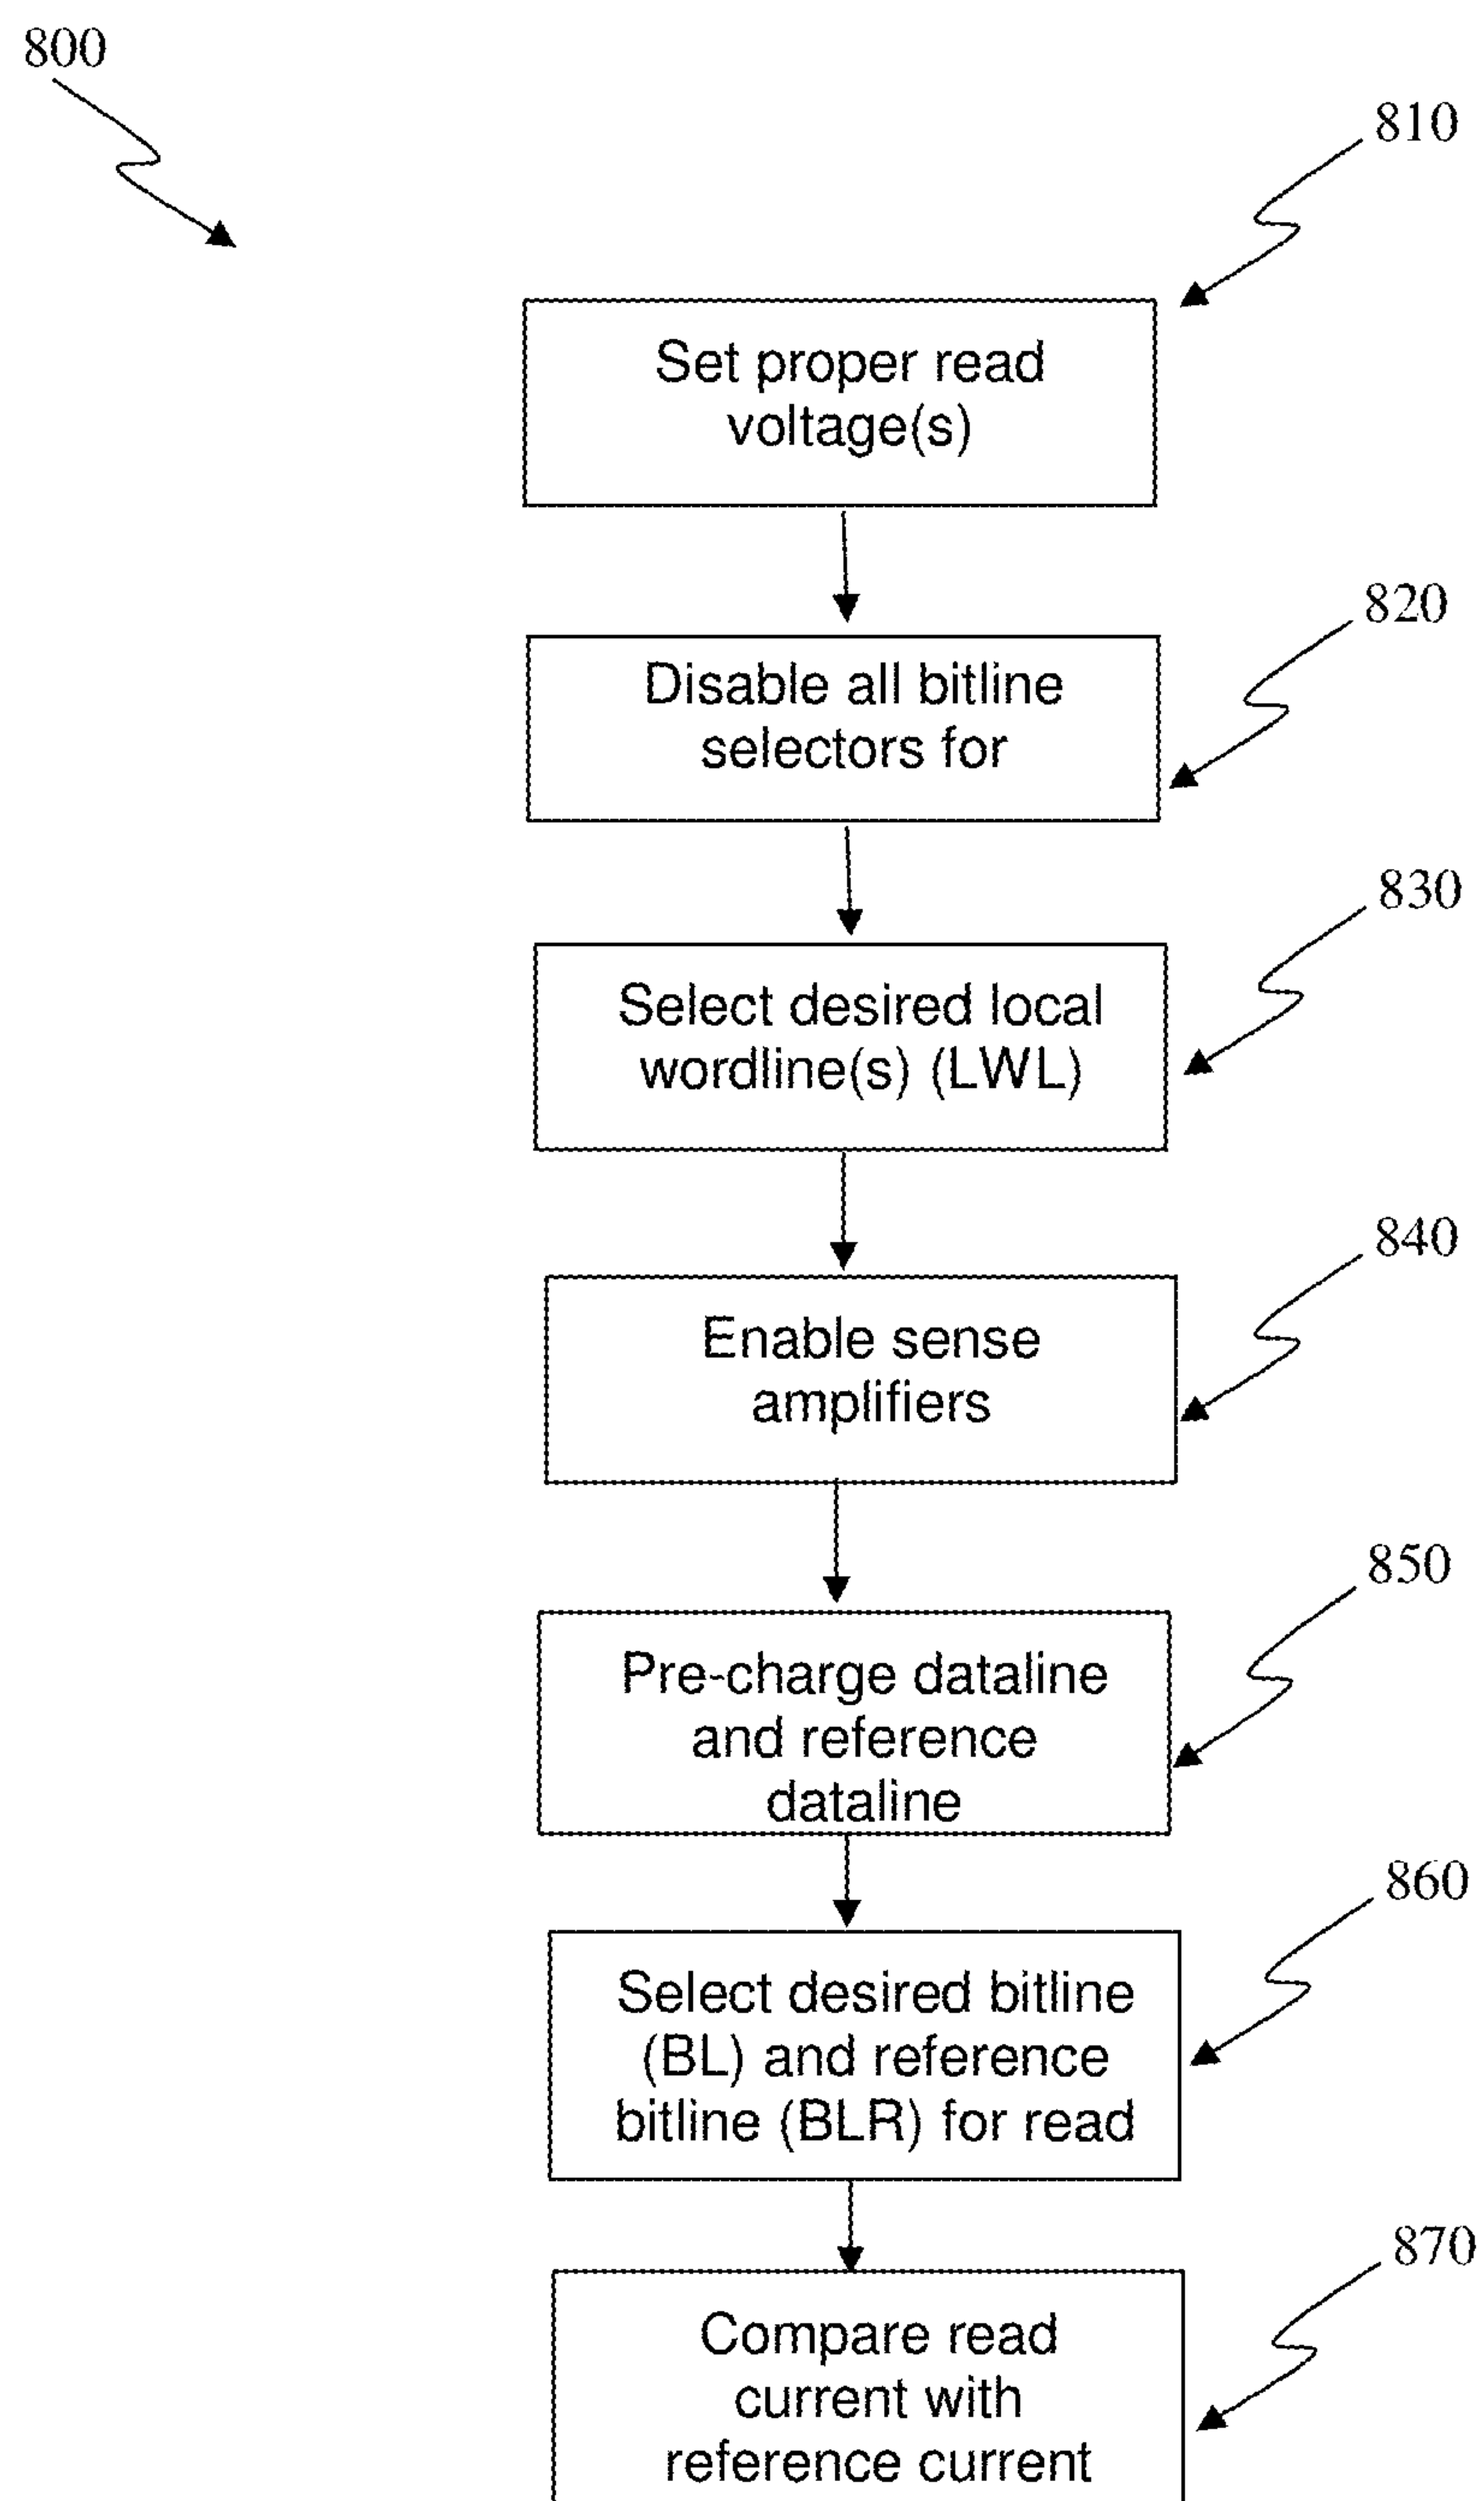 800
810
Set proper read
voltage(s)
820
Disable all bitline
selectors for
830
Select desired local
wordline(s) (LWL)
840
Enable sense
amplifiers
850
Pre-charge dataline
and reference
dataline
860
Select desired bitline
(BL) and reference
bitline (BLR) for read
870
Compare read
current with
reference current